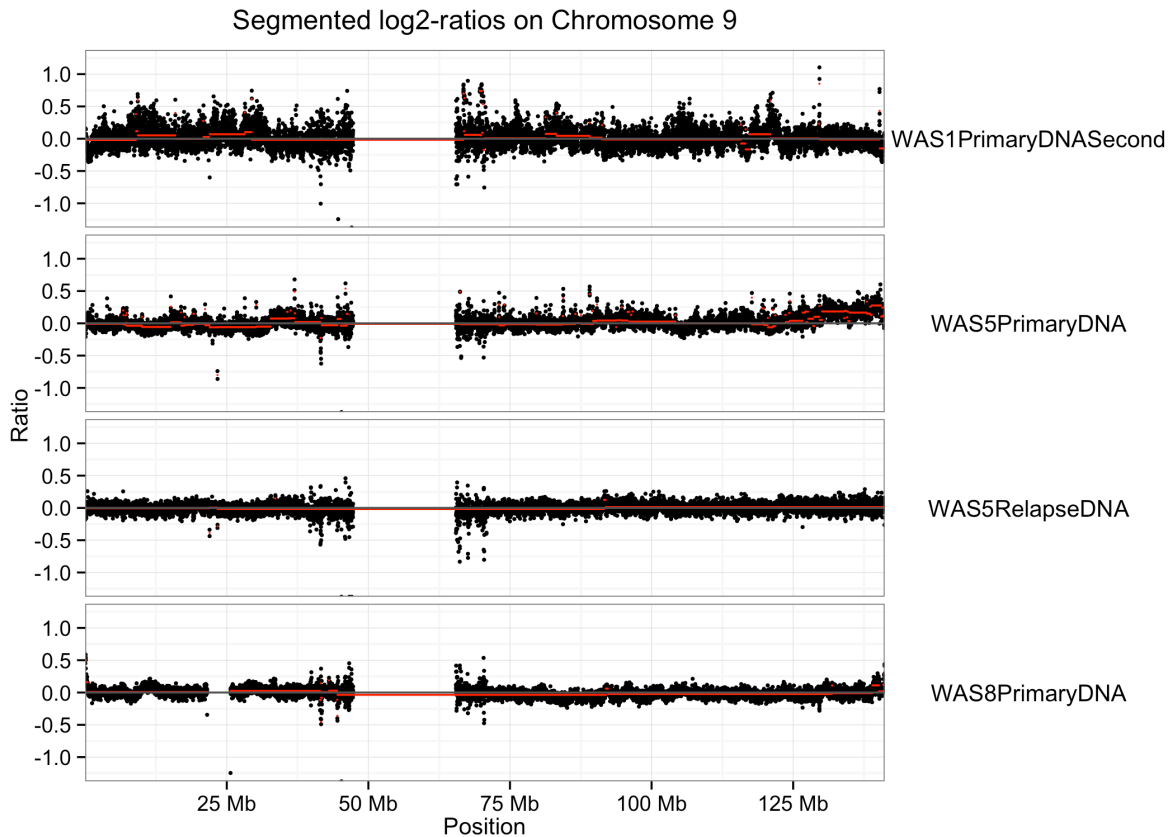 Segmented log2-ratios on Chromosome 9
1.0
0.5
0.0
-0.5
-1.0
WAS1PrimaryDNASecond
1.0
0.5
0.0
-0.5
-1.0
WAS5PrimaryDNA
Ratio
1.0
0.5
0.0
-0.5
-1.0
WAS5RelapseDNA
1.0
0.5
0.0
-0.5
-1.0
WAS8PrimaryDNA
25 Mb 50 Mb 75 Mb 100 Mb 125 Mb
Position